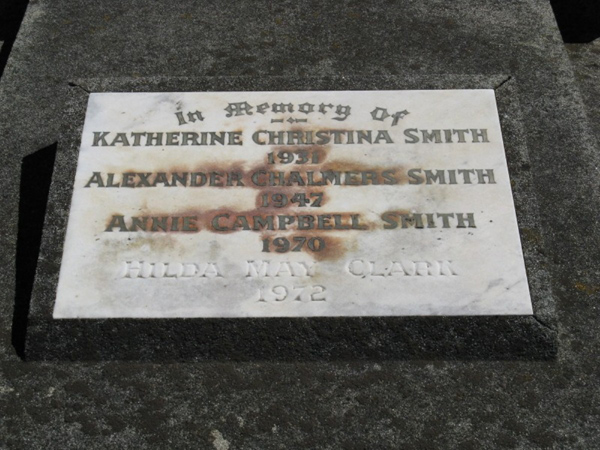 In Memory Of
KATHERINE CHRISTINA SMITH
1931
ALEXANDER CHALMERS SMITH
1947
ANNIE CAMPBELL SMITH
1970
HILDA MAY CLARK
1972